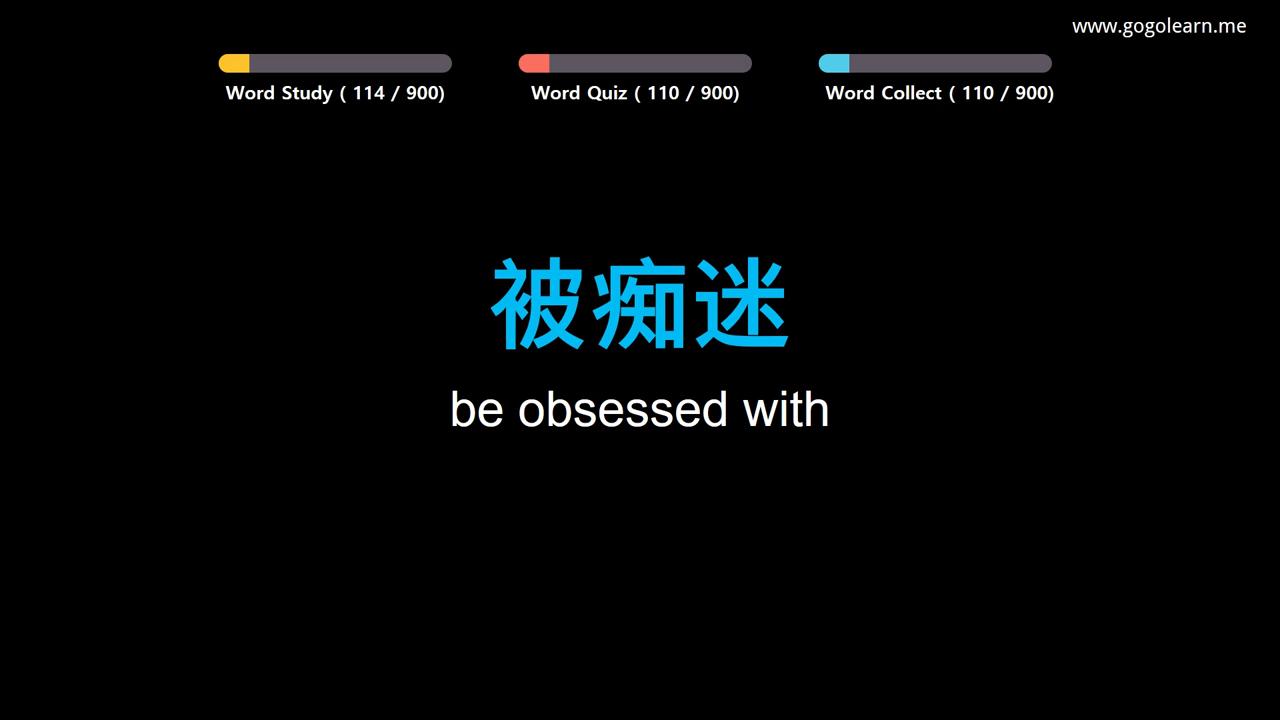 www.gogolearn.me
Word Study ( 114 / 900)
Word Quiz ( 110 / 900)
Word Collect ( 110 / 900)
被痴迷
be obsessed with